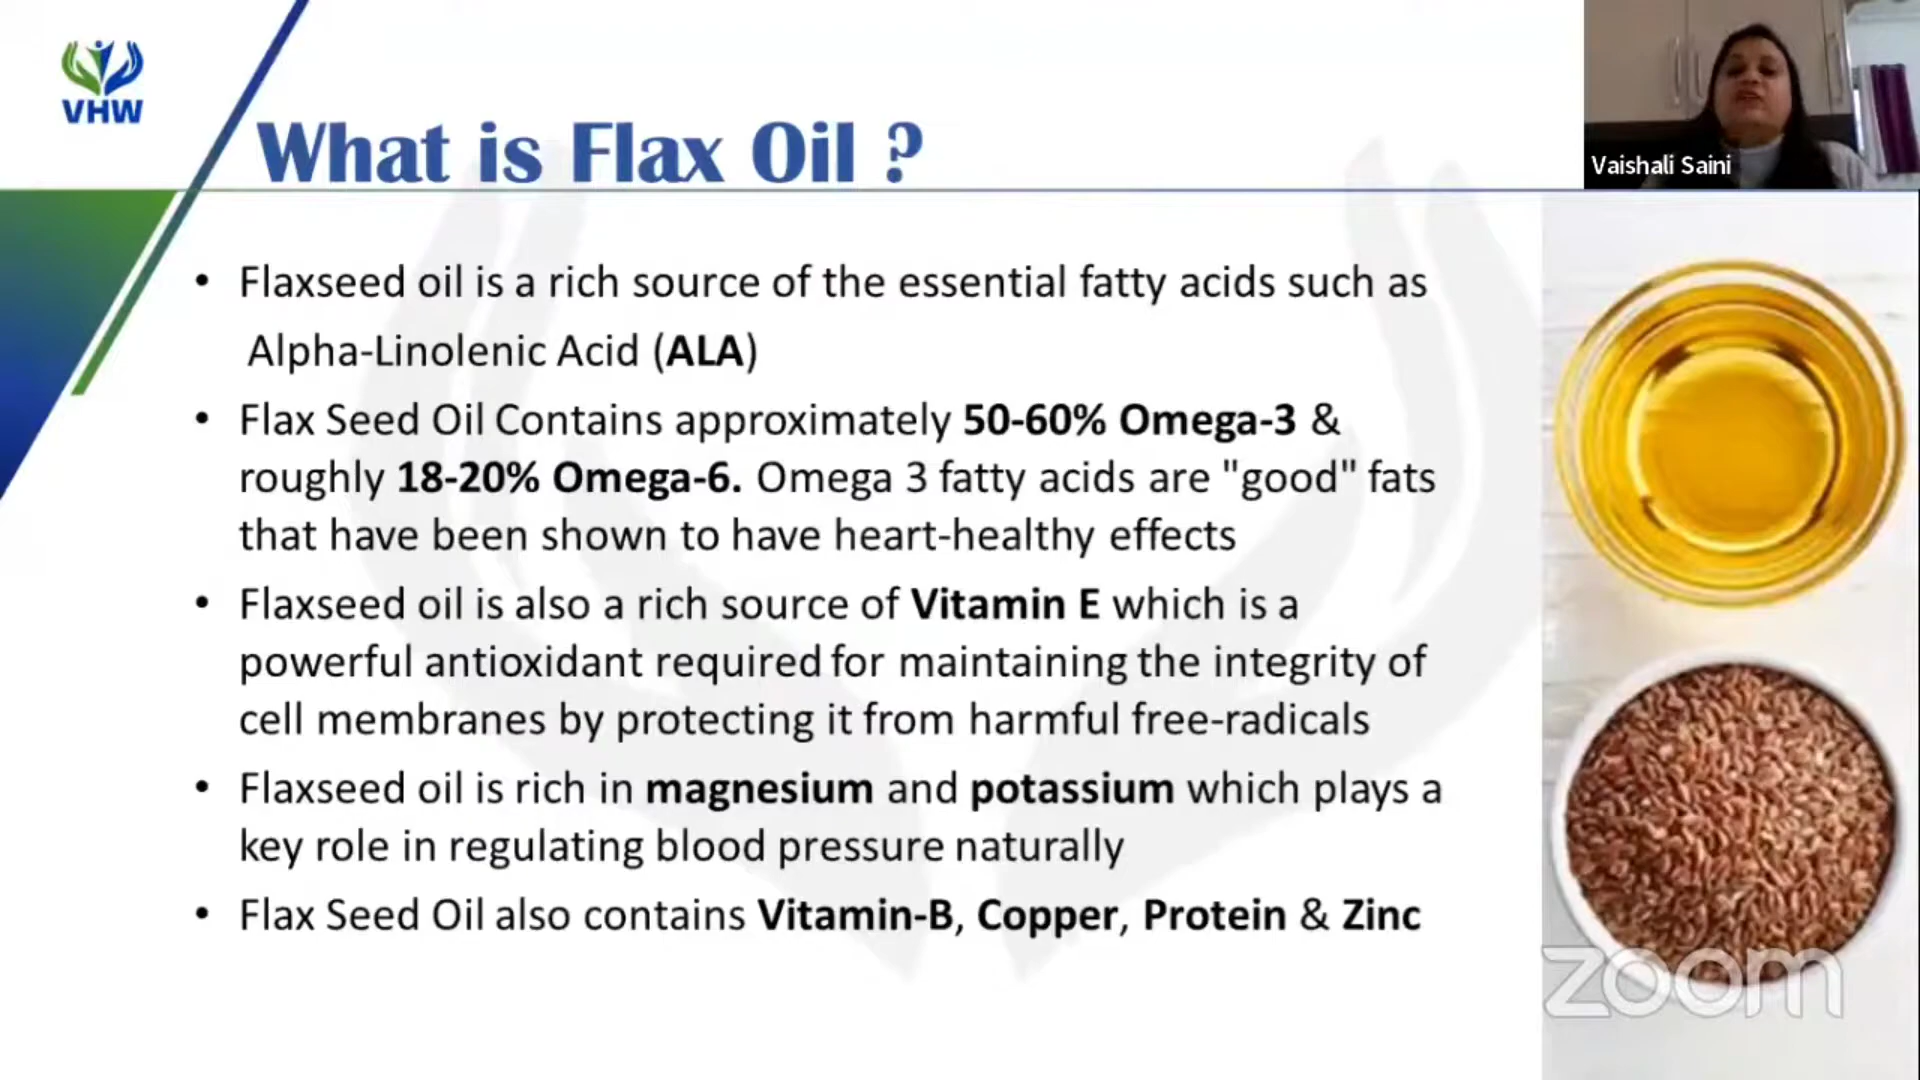 VHW
What is Flax Oil ?
Vaishali Saini
• Flaxseed oil is a rich source of the essential fatty acids such as
Alpha-Linolenic Acid (ALA)
• Flax Seed Oil Contains approximately 50-60% Omega-3 &
roughly 18-20% Omega-6. Omega 3 fatty acids are "good" fats
that have been shown to have heart-healthy effects
• Flaxseed oil is also a rich source of Vitamin E which is a
powerful antioxidant required for maintaining the integrity of
cell membranes by protecting it from harmful free-radicals
• Flaxseed oil is rich in magnesium and potassium which plays a
key role in regulating blood pressure naturally
• Flax Seed Oil also contains Vitamin-B, Copper, Protein & Zinc
zoom